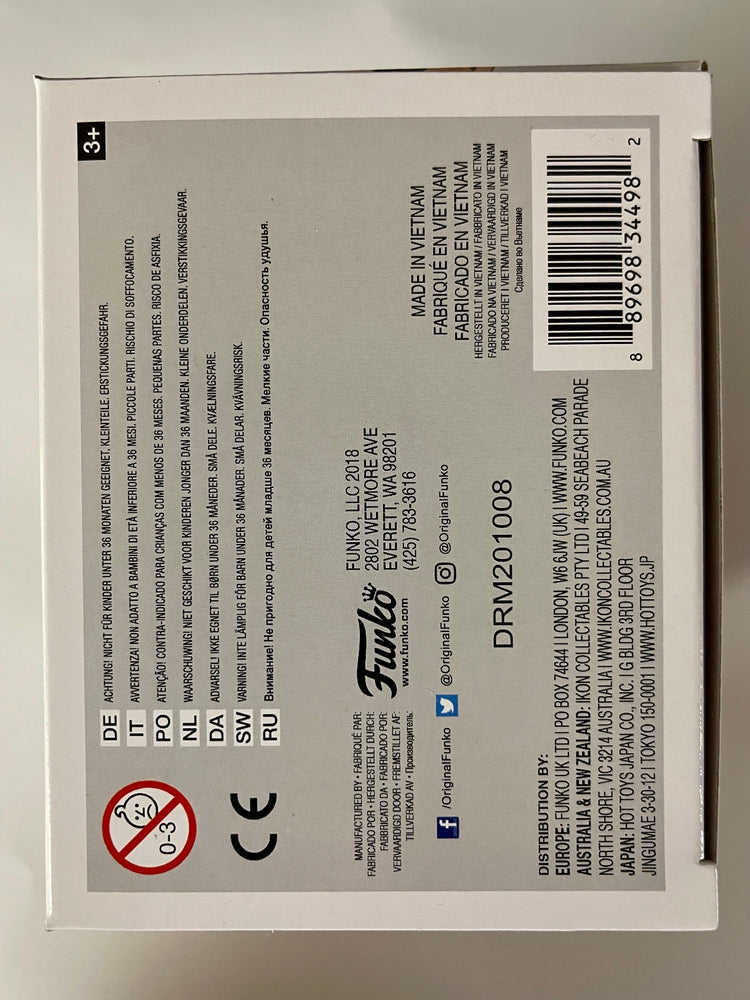 3+
DE ACHTUNG! NICHT FÜR KINDER UNTER 36 MONATEN GEEIGNET. KLEINTEILE. ERSTICKUNGSGEFAHR.
IT AVVERTENZA! NON ADATTO A BAMBINI DI ETÀ INFERIORE A 36 MESI. PICCOLE PARTI. RISCHIO DI SOFFOCAMENTO.
PO ATENÇÃO! CONTRA-INDICADO PARA CRIANÇAS COM MENOS DE 36 MESES. PEQUENAS PARTES. RISCO DE ASFIXIA.
NL WAARSCHUWING! NIET GESCHIKT VOOR KINDEREN JONGER DAN 36 MAANDEN. KLEINE ONDERDELEN. VERSTIKKINGSGEVAAR.
DA ADVARSEL! IKKE EGNET TIL BØRN UNDER 36 MÅNEDER. SMÅ DELE. KVÆLNINGSFARE.
SW VARNING! INTE LÄMPLIG FÖR BARN UNDER 36 MÅNADER. SMÅ DELAR. KVÄVNINGSRISK.
RU Внимание! Не пригодно для детей младше 36 месяцев. Мелкие части. Опасность удушья.
0-3
CE
MANUFACTURED BY • FABRIQUÉ PAR:
FABRICADO POR • HERGESTELLT DURCH:
FABBRICATO DA • FABRICADO POR:
VERVAARDIGD DOOR • FREMSTILLET AF:
TILLVERKAD AV • Производитель:
Funko
www.funko.com
FUNKO, LLC 2018
2802 WETMORE AVE
EVERETT, WA 98201
(425) 783-3616
/OriginalFunko @OriginalFunko @OriginalFunko
DRM201008
MADE IN VIETNAM
FABRIQUÉ EN VIETNAM
FABRICADO EN VIETNAM
HERGESTELLT IN VIETNAM / FABBRICATO IN VIETNAM
FABRICADO NA VIETNAM / VERVAARDIGD IN VIETNAM
PRODUCERET I VIETNAM / TILLVERKAD I VIETNAM
Сделано во Вьетнаме
8 89698 34498 2
DISTRIBUTION BY:
EUROPE: FUNKO UK LTD | PO BOX 74644 | LONDON, W6 6JW (UK) | WWW.FUNKO.COM
AUSTRALIA & NEW ZEALAND: IKON COLLECTABLES PTY LTD | 49-59 SEABEACH PARADE
NORTH SHORE, VIC 3214 AUSTRALIA | WWW.IKONCOLLECTABLES.COM.AU
JAPAN: HOT TOYS JAPAN CO., INC. | G BLDG 3RD FLOOR
JINGUMAE 3-30-12 | TOKYO 150-0001 | WWW.HOTTOYS.JP